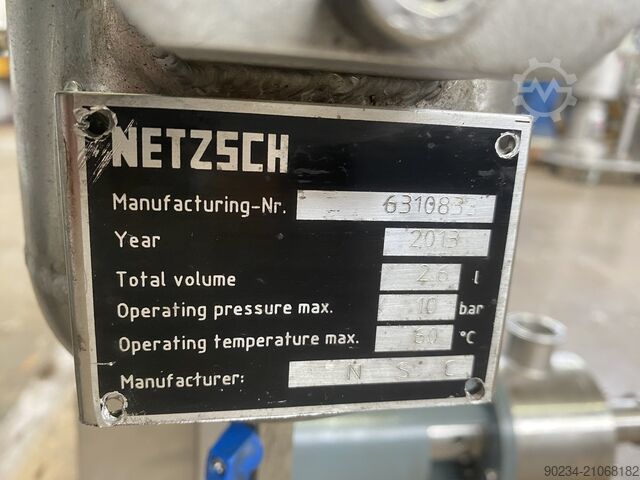 NETZSCH
Manufacturing-Nr. 6310833
Year 2013
Total volume 2.6 l
Operating pressure max. 10 bar
Operating temperature max. 60 °C
Manufacturer: N S C
90234-21068182